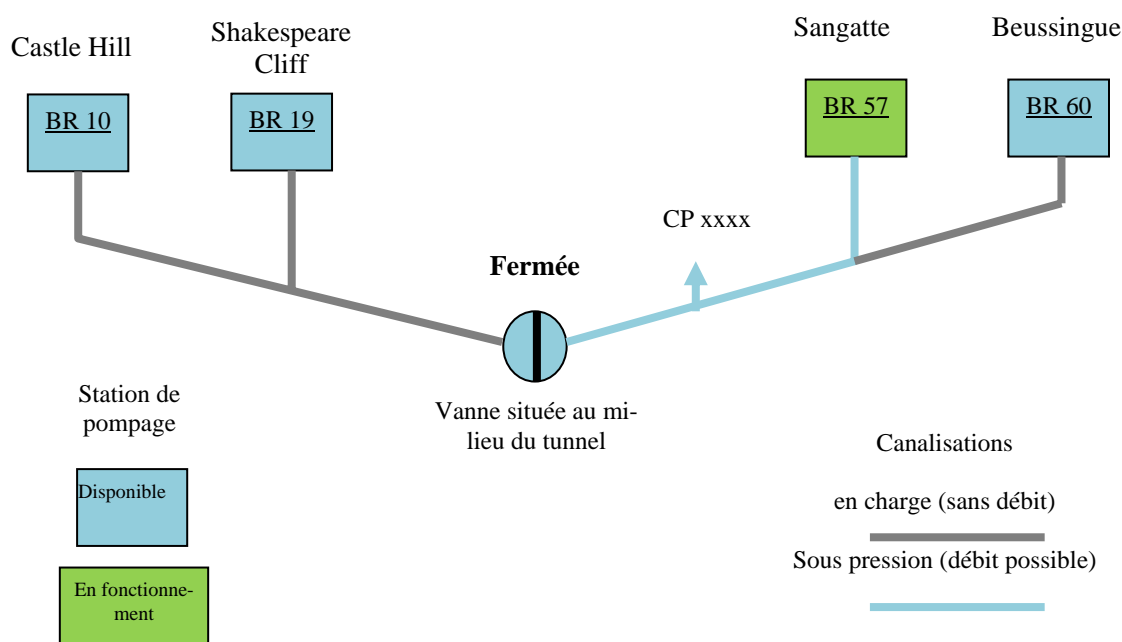 Castle Hill
Shakespeare
Cliff
Sangatte
Beussingue
BR 10
BR 19
BR 57
BR 60
CP xxxx
Fermée
Vanne située au mi-
lieu du tunnel
Station de
pompage
Disponible
En fonctionne-
ment
Canalisations
en charge (sans débit)
Sous pression (débit possible)